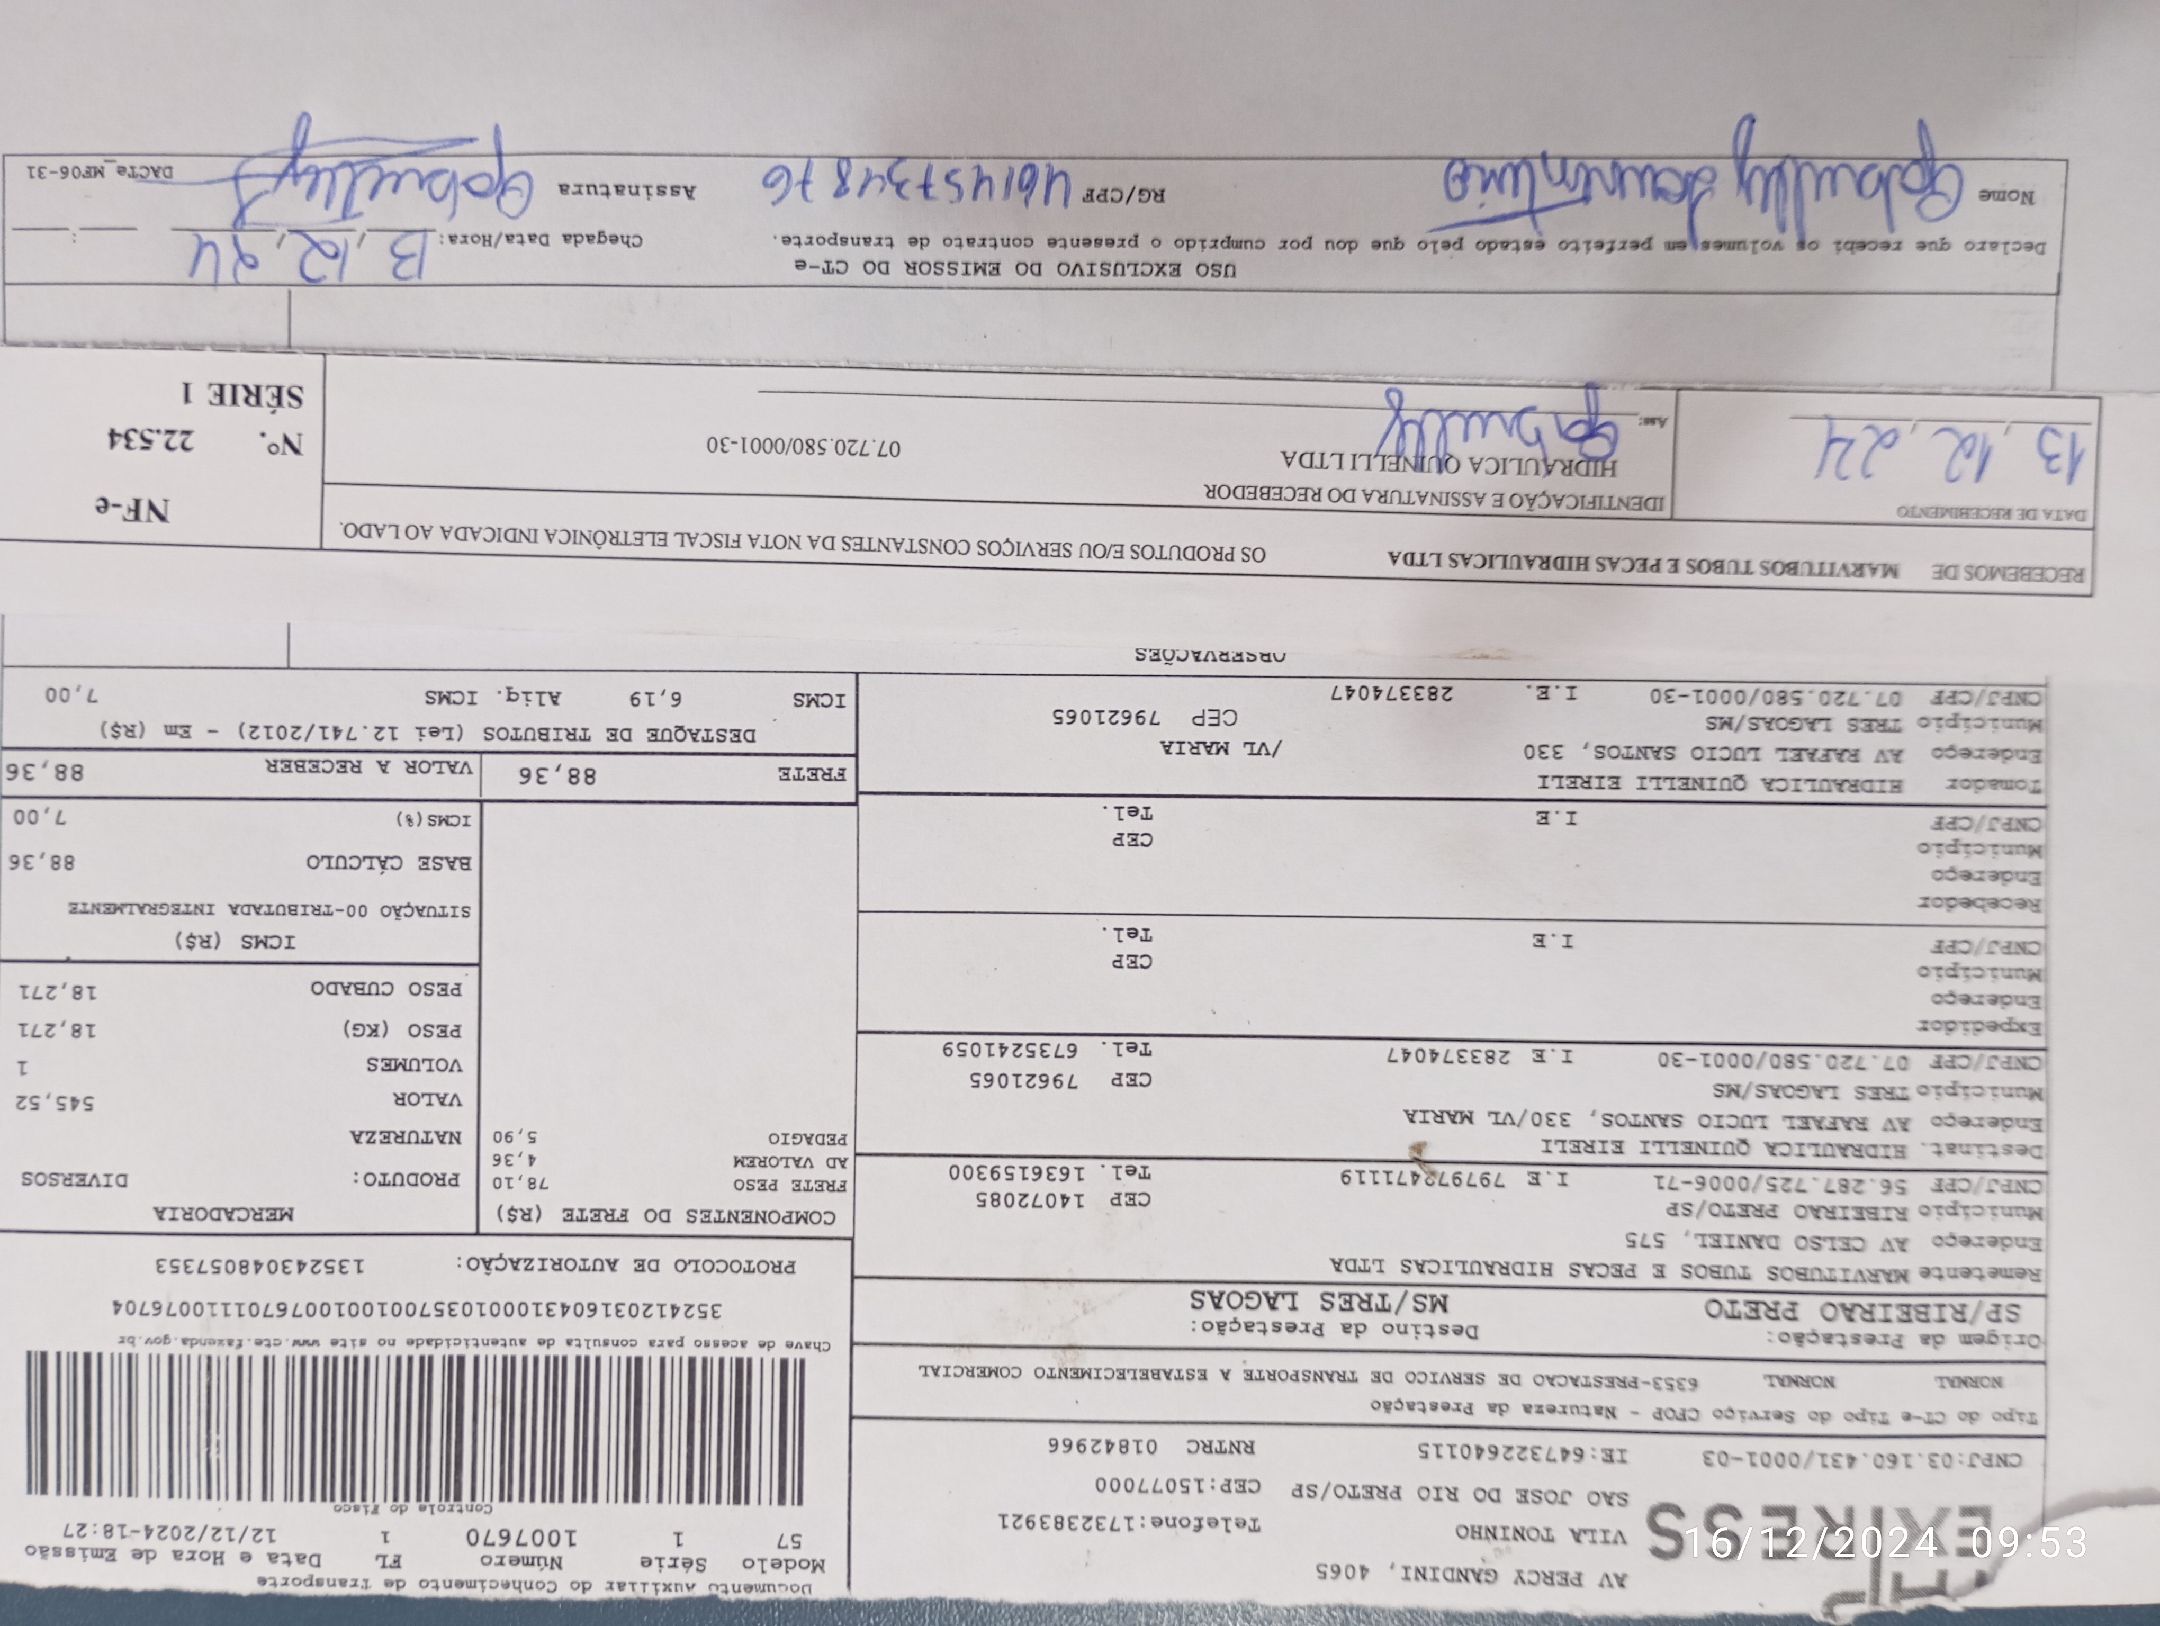 Documento Auxiliar do Conhecimento de Transporte
AV PERCY GANDINI, 4065
VILA TONINHO Telefone:1732383921
SAO JOSE DO RIO PRETO/SP CEP:15077000
CNPJ:03.160.431/0001-03 IE:647322640115 RNTRC 01842966
Modelo Série Número FL Data e Hora de Emissão
57 1 1007670 1 12/12/2024-18:27
Controle do Fisco
Chave de acesso para consulta de autenticidade no site www.cte.fazenda.gov.br
PROTOCOLO DE AUTORIZAÇÃO: 135243048057353
Tipo do CT-e Tipo do Serviço CFOP - Natureza da Prestação
NORMAL NORMAL 6353-PRESTACAO DE SERVICO DE TRANSPORTE A ESTABELECIMENTO COMERCIAL
Origem da Prestação: Destino da Prestação:
SP/RIBEIRAO PRETO MS/TRES LAGOAS
Remetente MARVITUBOS TUBOS E PECAS HIDRAULICAS LTDA
Endereço AV CELSO DANIEL, 575
Município RIBEIRAO PRETO/SP CEP 14072085
CNPJ/CPF 56.287.725/0006-71 I.E Tel. 1636159300
Destinat. HIDRAULICA QUINELLI EIRELI
Endereço AV RAFAEL LUCIO SANTOS, 330/VL MARIA
Município TRES LAGOAS/MS CEP 79621065
CNPJ/CPF 07.720.580/0001-30 I.E 283374047 Tel. 6735241059
Expedidor
Endereço
Município CEP
CNPJ/CPF I.E Tel.
Recebedor
Endereço
Município CEP
CNPJ/CPF I.E Tel.
Tomador HIDRAULICA QUINELLI EIRELI
Endereço AV RAFAEL LUCIO SANTOS, 330 /VL MARIA
Município TRES LAGOAS/MS CEP 79621065
CNPJ/CPF 07.720.580/0001-30 I.E. 283374047
COMPONENTES DO FRETE (R$)
FRETE PESO 78,10
AD VALOREM 4,36
PEDAGIO 5,90
MERCADORIA
PRODUTO: DIVERSOS
NATUREZA
VALOR 545,52
VOLUMES 1
PESO (KG) 18,271
PESO CUBADO 18,271
ICMS (R$)
SITUAÇÃO 00-TRIBUTADA INTEGRALMENTE
BASE CÁLCULO 88,36
ICMS(%) 7,00
FRETE 88,36 VALOR A RECEBER 88,36
DESTAQUE DE TRIBUTOS (Lei 12.741/2012) - Em (R$)
ICMS 6,19 Aliq. ICMS 7,00
OBSERVAÇÕES
RECEBEMOS DE MARVITUBOS TUBOS E PECAS HIDRAULICAS LTDA OS PRODUTOS E/OU SERVIÇOS CONSTANTES DA NOTA FISCAL ELETRÔNICA INDICADA AO LADO.
DATA DE RECEBIMENTO
13, 12, 24
IDENTIFICAÇÃO E ASSINATURA DO RECEBEDOR
HIDRAULICA QUINELLI LTDA 07.720.580/0001-30
Ass:
NF-e
Nº. 22.534
SÉRIE 1
USO EXCLUSIVO DO EMISSOR DO CT-e
Declaro que recebi os volumes em perfeito estado pelo que dou por cumprido o presente contrato de transporte. Chegada Data/Hora: 13, 12, 24 :
Nome RG/CPF 46145734876 Assinatura
DACTe_MF06-31
16/12/2024 09:53